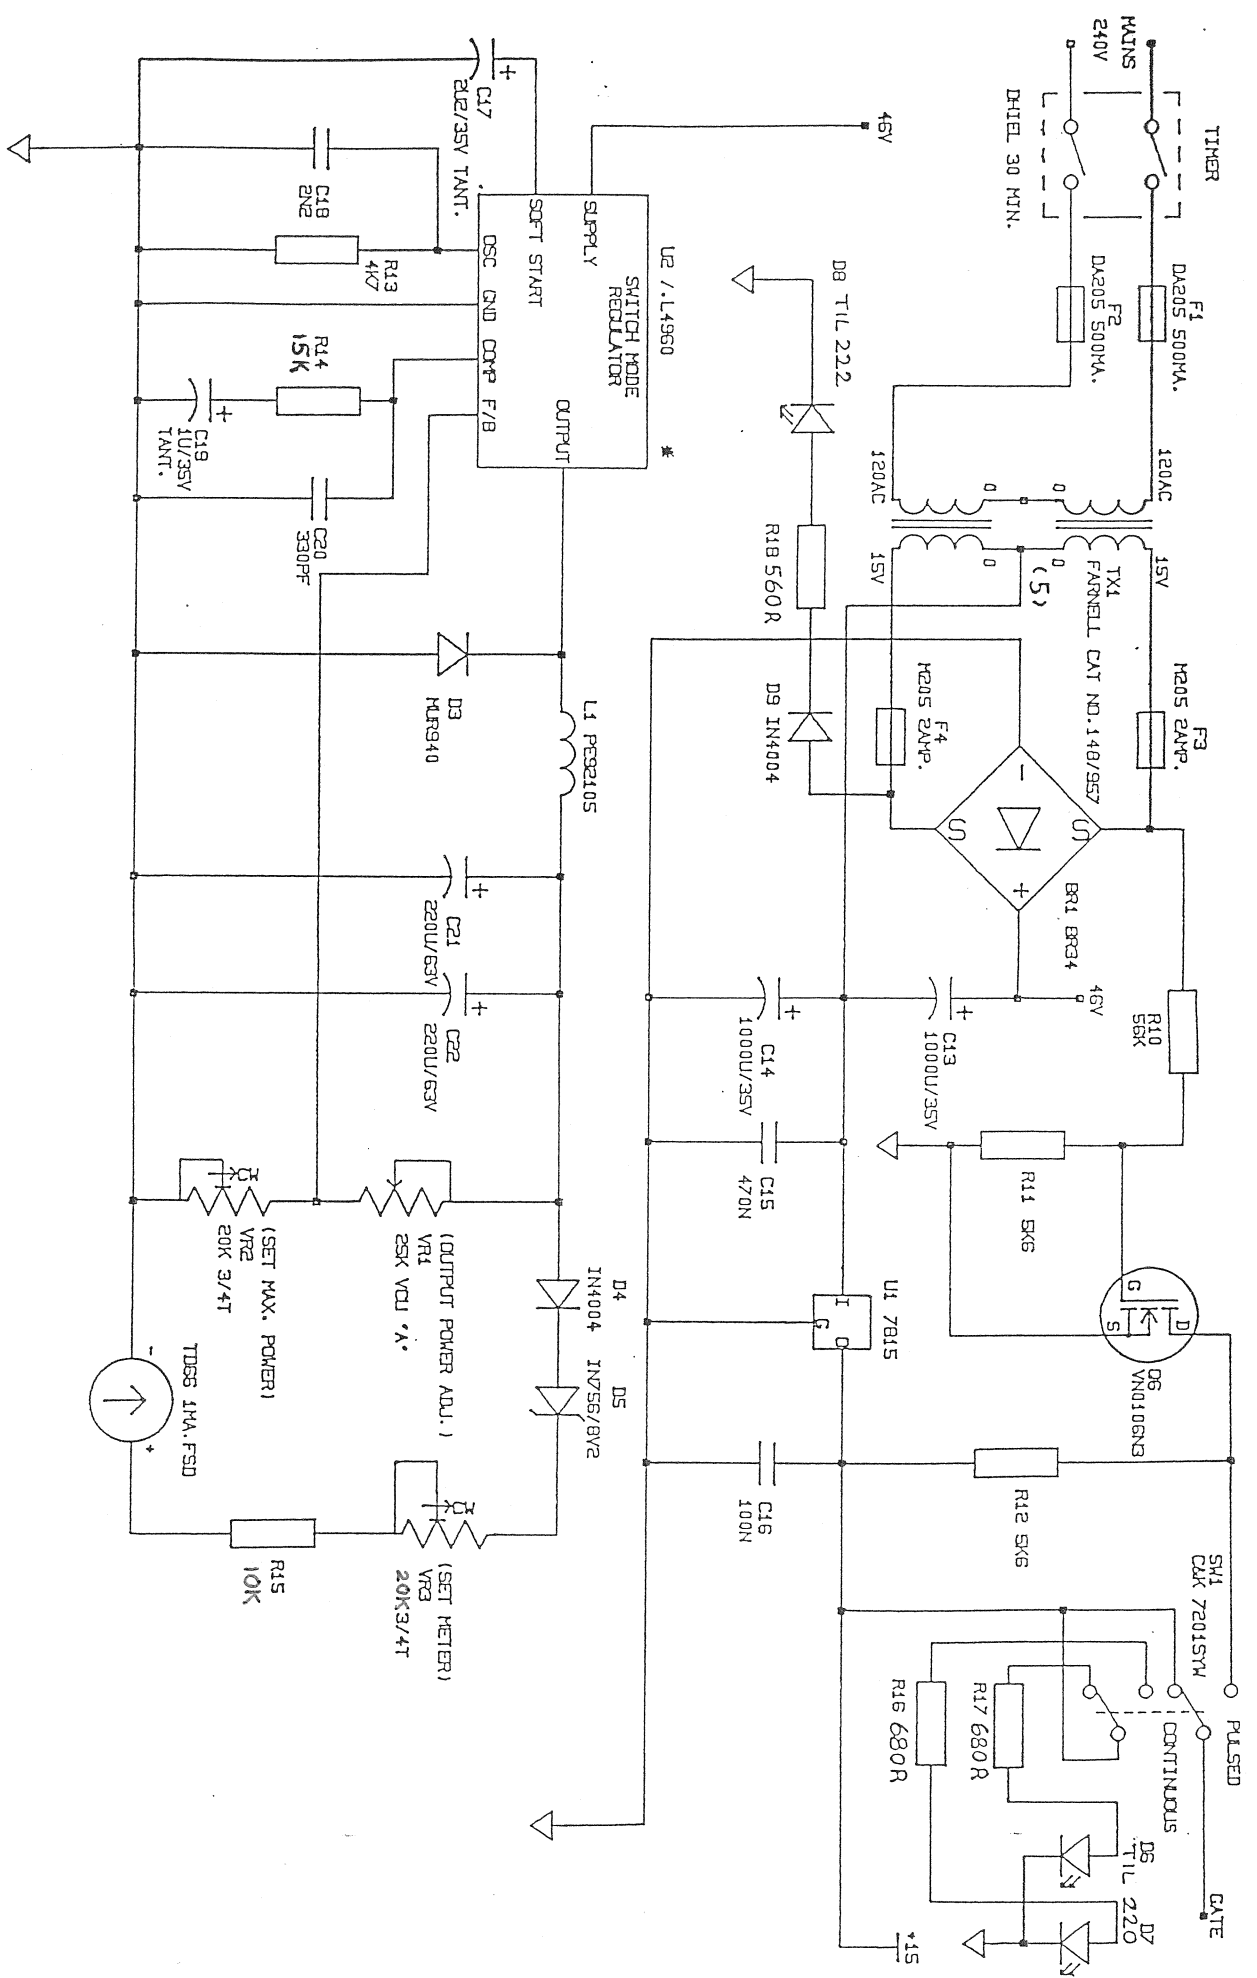 MAINS
240V
TIMER
DHIEL 30 MIN.
F1
DA205 500MA.
F2
DA205 500MA.
120AC
120AC
0
0
0
0
15V
15V
(5)
TX1
FARNELL CAT NO.148/957
F3
M205 2AMP.
F4
M205 2AMP.
BR1 BR34
S
S
-
+
46V
R10
56K
R11 5K6
G
D
S
Q6
VN0106N3
R12 5K6
SW1
C&K 7201SYW
PULSED
CONTINUOUS
GATE
R17 680R
R16 680R
D6
TIL 220
D7
+15
D8 TIL 222
R18 560R
D9 IN4004
C13
1000U/35V
+
C14
1000U/35V
+
C15
470N
U1 7815
I
G
O
C16
100N
46V
U2 /.L4960
*
SWITCH MODE
REGULATOR
SUPPLY
SOFT START
OSC
GND
COMP
F/B
OUTPUT
C17
2U2/35V TANT.
+
C18
2N2
R13
4K7
R14
15K
C19
1U/35V
TANT.
+
C20
330PF
D3
MUR940
L1 PE92105
C21
220U/63V
+
C22
220U/63V
+
(OUTPUT POWER ADJ.)
VR1
25K VOU 'A'
CW
(SET MAX. POWER)
VR2
20K 3/4T
D4
IN4004
D5
IN756/8V2
CW
(SET METER)
VR3
20K3/4T
-
+
TD66 1MA.FSD
R15
10K